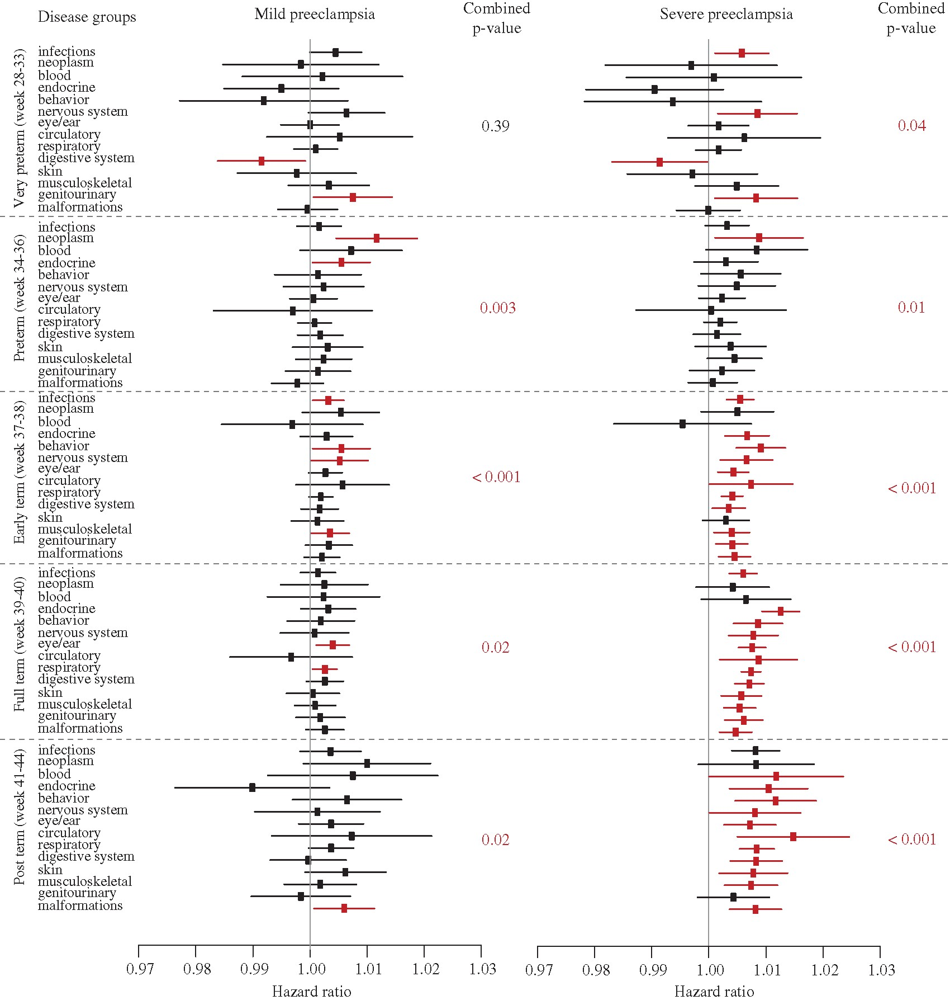 Disease groups
Mild preeclampsia
Combined
p-value
Severe preeclampsia
Combined
p-value
Very preterm (week 28-33)
infections
neoplasm
blood
endocrine
behavior
nervous system
eye/ear
circulatory
respiratory
digestive system
skin
musculoskeletal
genitourinary
malformations
0.39
0.04
Preterm (week 34-36)
infections
neoplasm
blood
endocrine
behavior
nervous system
eye/ear
circulatory
respiratory
digestive system
skin
musculoskeletal
genitourinary
malformations
0.003
0.01
Early term (week 37-38)
infections
neoplasm
blood
endocrine
behavior
nervous system
eye/ear
circulatory
respiratory
digestive system
skin
musculoskeletal
genitourinary
malformations
< 0.001
< 0.001
Full term (week 39-40)
infections
neoplasm
blood
endocrine
behavior
nervous system
eye/ear
circulatory
respiratory
digestive system
skin
musculoskeletal
genitourinary
malformations
0.02
< 0.001
Post term (week 41-44)
infections
neoplasm
blood
endocrine
behavior
nervous system
eye/ear
circulatory
respiratory
digestive system
skin
musculoskeletal
genitourinary
malformations
0.02
< 0.001
0.97 0.98 0.99 1.00 1.01 1.02 1.03
Hazard ratio
0.97 0.98 0.99 1.00 1.01 1.02 1.03
Hazard ratio